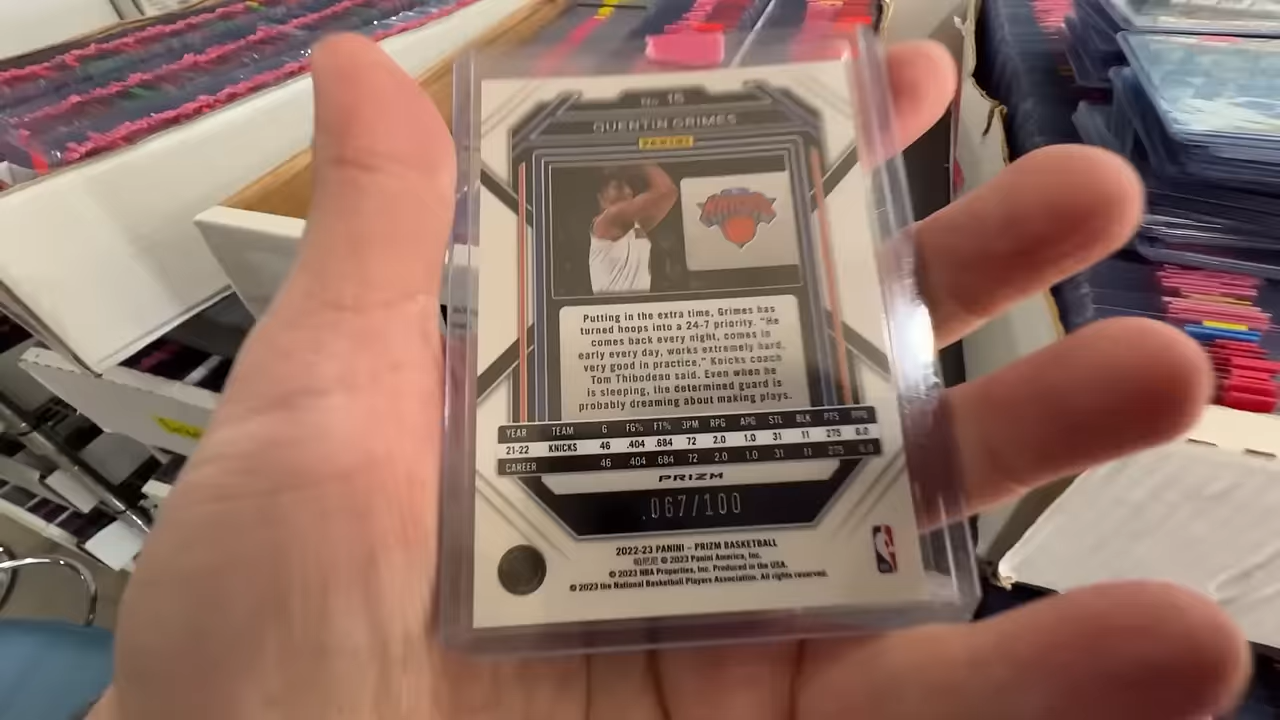 No. 15
QUENTIN GRIMES
PANINI
KNICKS
Putting in the extra time, Grimes has
turned hoops into a 24-7 priority. “He
comes back every night, comes in
early every day, works extremely hard,
very good in practice,” Knicks coach
Tom Thibodeau said. Even when he
is sleeping, the determined guard is
probably dreaming about making plays.
YEAR TEAM G FG% FT% 3PM RPG APG STL BLK PTS PPG
21-22 KNICKS 46 .404 .684 72 2.0 1.0 31 11 275 6.0
CAREER 46 .404 .684 72 2.0 1.0 31 11 275 6.0
PRIZM
067/100
2022-23 PANINI – PRIZM BASKETBALL
© 2023 Panini America, Inc.
© 2023 NBA Properties, Inc. Produced in the USA.
© 2023 the National Basketball Players Association. All rights reserved.